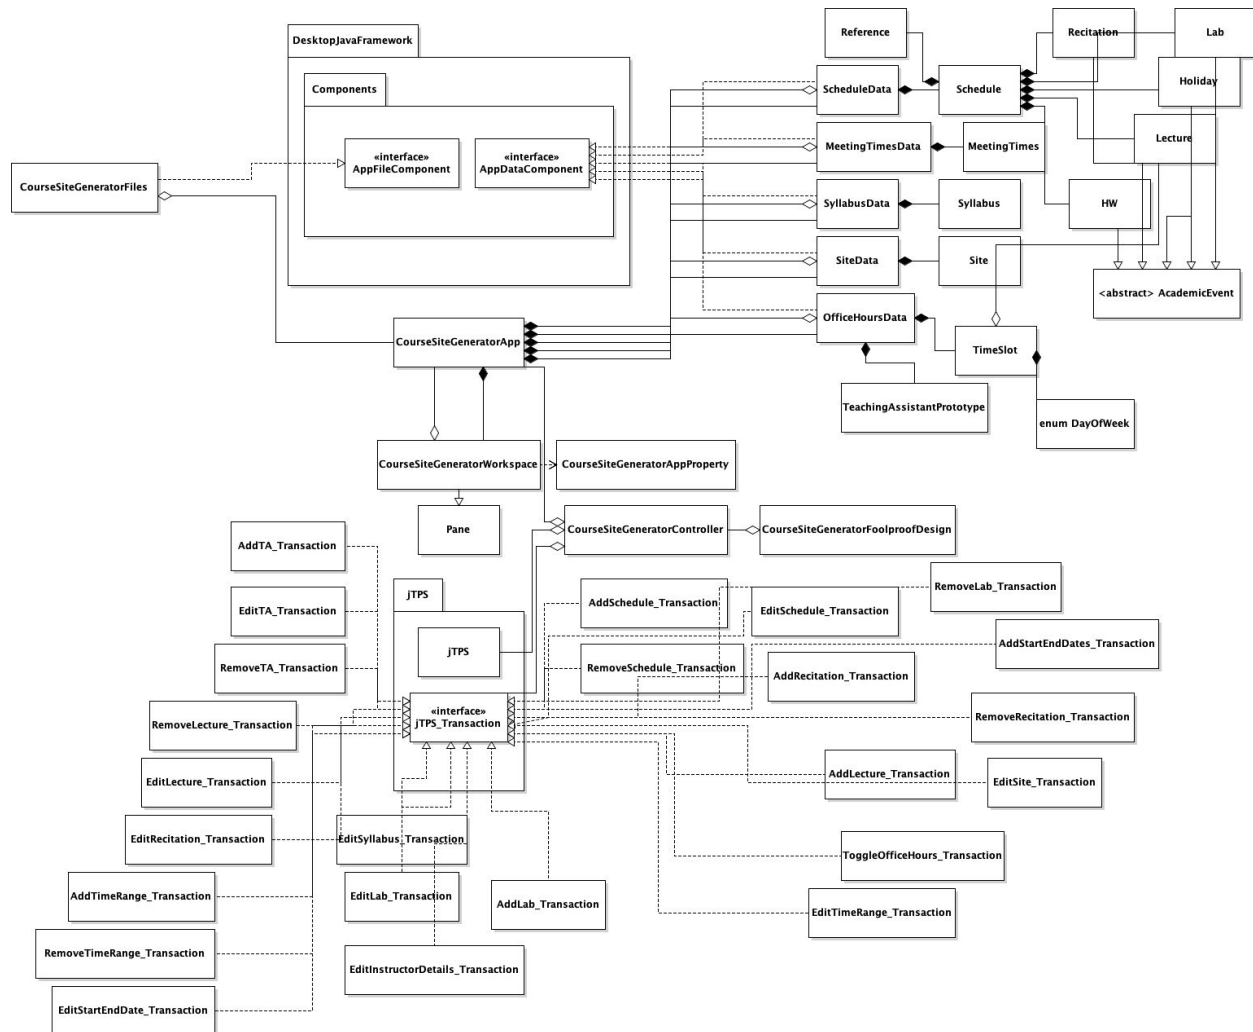 Reference
Recitation
Lab
DesktopJavaFramework
Components
ScheduleData
Schedule
Holiday
«interface»
AppFileComponent
«interface»
AppDataComponent
MeetingTimesData
MeetingTimes
Lecture
CourseSiteGeneratorFiles
SyllabusData
Syllabus
HW
SiteData
Site
<abstract> AcademicEvent
OfficeHoursData
CourseSiteGeneratorApp
TimeSlot
TeachingAssistantPrototype
enum DayOfWeek
CourseSiteGeneratorWorkspace
CourseSiteGeneratorAppProperty
Pane
CourseSiteGeneratorController
CourseSiteGeneratorFoolproofDesign
AddTA_Transaction
jTPS
RemoveLab_Transaction
AddSchedule_Transaction
EditSchedule_Transaction
EditTA_Transaction
jTPS
AddStartEndDates_Transaction
RemoveTA_Transaction
RemoveSchedule_Transaction
AddRecitation_Transaction
«interface»
jTPS_Transaction
RemoveLecture_Transaction
RemoveRecitation_Transaction
EditLecture_Transaction
AddLecture_Transaction
EditSite_Transaction
EditRecitation_Transaction
EditSyllabus_Transaction
ToggleOfficeHours_Transaction
AddTimeRange_Transaction
EditLab_Transaction
AddLab_Transaction
EditTimeRange_Transaction
RemoveTimeRange_Transaction
EditInstructorDetails_Transaction
EditStartEndDate_Transaction